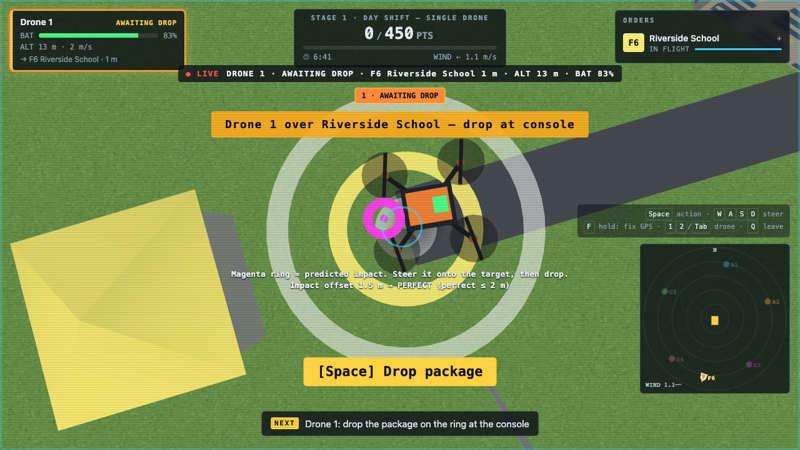 Drone 1 AWAITING DROP
BAT 83%
ALT 13 m · 2 m/s
→ F6 Riverside School · 1 m
STAGE 1 · DAY SHIFT — SINGLE DRONE
0/450 PTS
6:41 WIND ← 1.1 m/s
ORDERS
F6 Riverside School
IN FLIGHT
● LIVE DRONE 1 · AWAITING DROP · F6 Riverside School 1 m · ALT 13 m · BAT 83%
1 · AWAITING DROP
Drone 1 over Riverside School — drop at console
Space action · W A S D steer
F hold: fix GPS · 1 2 / Tab drone · Q leave
Magenta ring = predicted impact. Steer it onto the target, then drop.
Impact offset 1.5 m → PERFECT (perfect ≤ 2 m)
N
B2
F6
WIND 1.1
[Space] Drop package
NEXT Drone 1: drop the package on the ring at the console